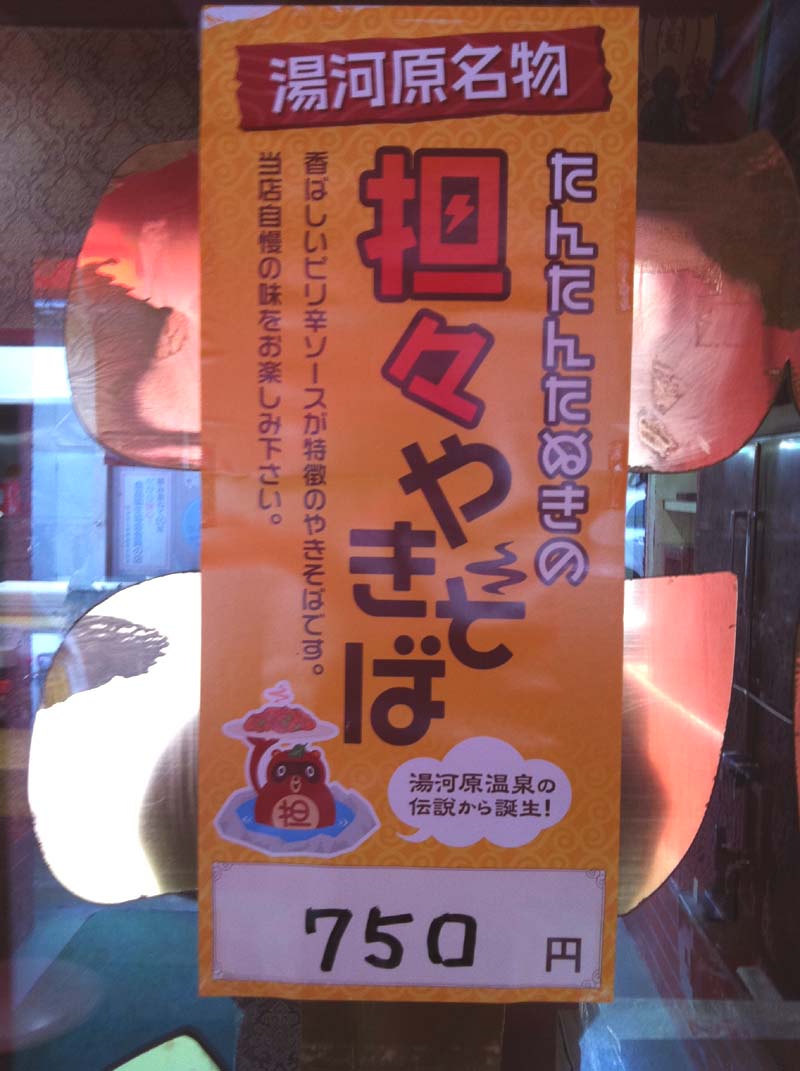 湯河原名物
たんたんたぬきの
担々やきそば
香ばしいピリ辛ソースが特徴のやきそばです。
当店自慢の味をお楽しみ下さい。
担
湯河原温泉の
伝説から誕生!
750円